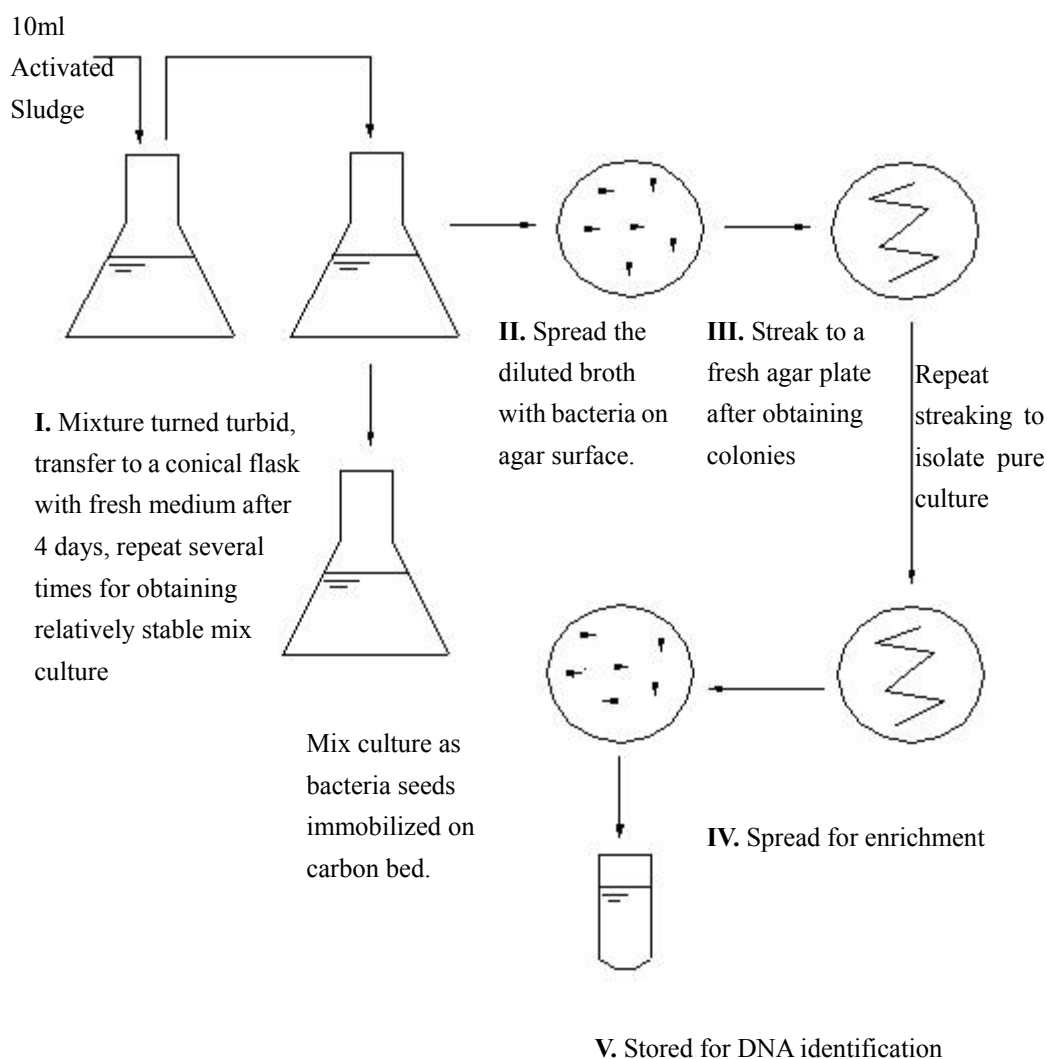 10ml
Activated
Sludge
I. Mixture turned turbid,
transfer to a conical flask
with fresh medium after
4 days, repeat several
times for obtaining
relatively stable mix
culture
II. Spread the
diluted broth
with bacteria on
agar surface.
III. Streak to a
fresh agar plate
after obtaining
colonies
Repeat
streaking to
isolate pure
culture
Mix culture as
bacteria seeds
immobilized on
carbon bed.
IV. Spread for enrichment
V. Stored for DNA identification